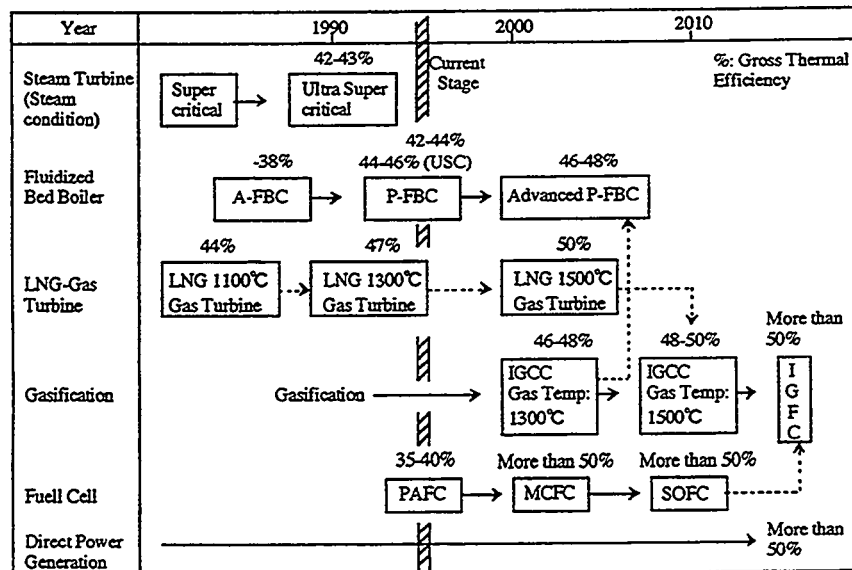 Year
1990
2000
2010
Steam Turbine
(Steam
condition)
Super
critical
42-43%
Ultra Super
critical
Current
Stage
%: Gross Thermal
Efficiency
Fluidized
Bed Boiler
-38%
A-FBC
42-44%
44-46% (USC)
P-FBC
46-48%
Advanced P-FBC
LNG-Gas
Turbine
44%
LNG 1100℃
Gas Turbine
47%
LNG 1300℃
Gas Turbine
50%
LNG 1500℃
Gas Turbine
Gasification
Gasification
46-48%
IGCC
Gas Temp:
1300℃
48-50%
IGCC
Gas Temp:
1500℃
More than
50%
I
G
F
C
Fuell Cell
35-40%
PAFC
More than 50%
MCFC
More than 50%
SOFC
Direct Power
Generation
More than
50%